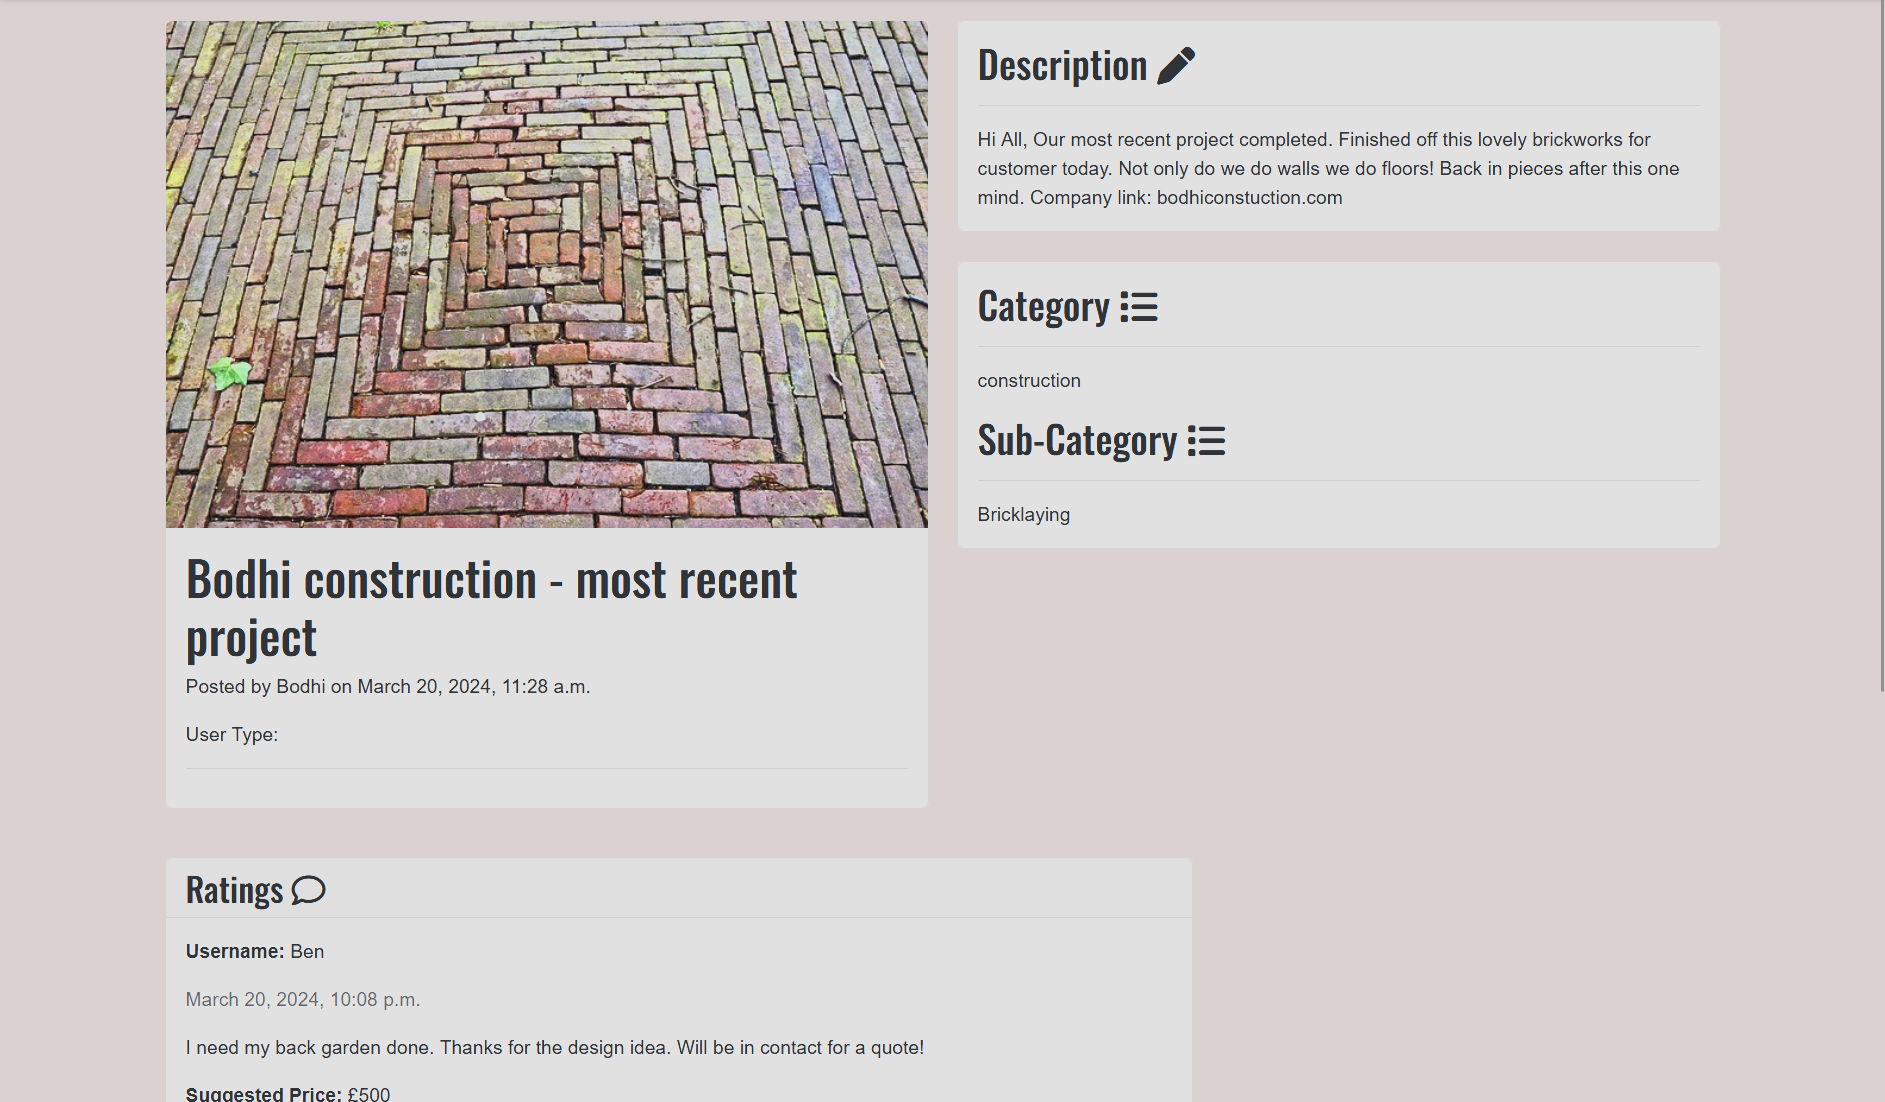 Bodhi construction - most recent
project
Posted by Bodhi on March 20, 2024, 11:28 a.m.
User Type:
Description
Hi All, Our most recent project completed. Finished off this lovely brickworks for
customer today. Not only do we do walls we do floors! Back in pieces after this one
mind. Company link: bodhiconstuction.com
Category
construction
Sub-Category
Bricklaying
Ratings
Username: Ben
March 20, 2024, 10:08 p.m.
I need my back garden done. Thanks for the design idea. Will be in contact for a quote!
Suggested Price: £500